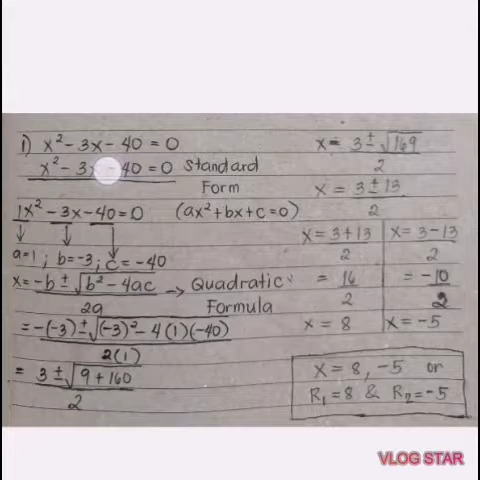 1) x² - 3x - 40 = 0
x² - 3x - 40 = 0 Standard
Form
1x² - 3x - 40 = 0 (ax² + bx + c = 0)
a = 1 ; b = -3 ; c = -40
x = -b ± √b² - 4ac → Quadratic
2a Formula
= -(-3) ± √(-3)² - 4(1)(-40)
2(1)
= 3 ± √9 + 160
2
x = 3 ± √169
2
x = 3 ± 13
2
x = 3 + 13 x = 3 - 13
2 2
= 16 = -10
2 2
x = 8 x = -5
x = 8, -5 or
R₁ = 8 & R₂ = -5
VLOG STAR